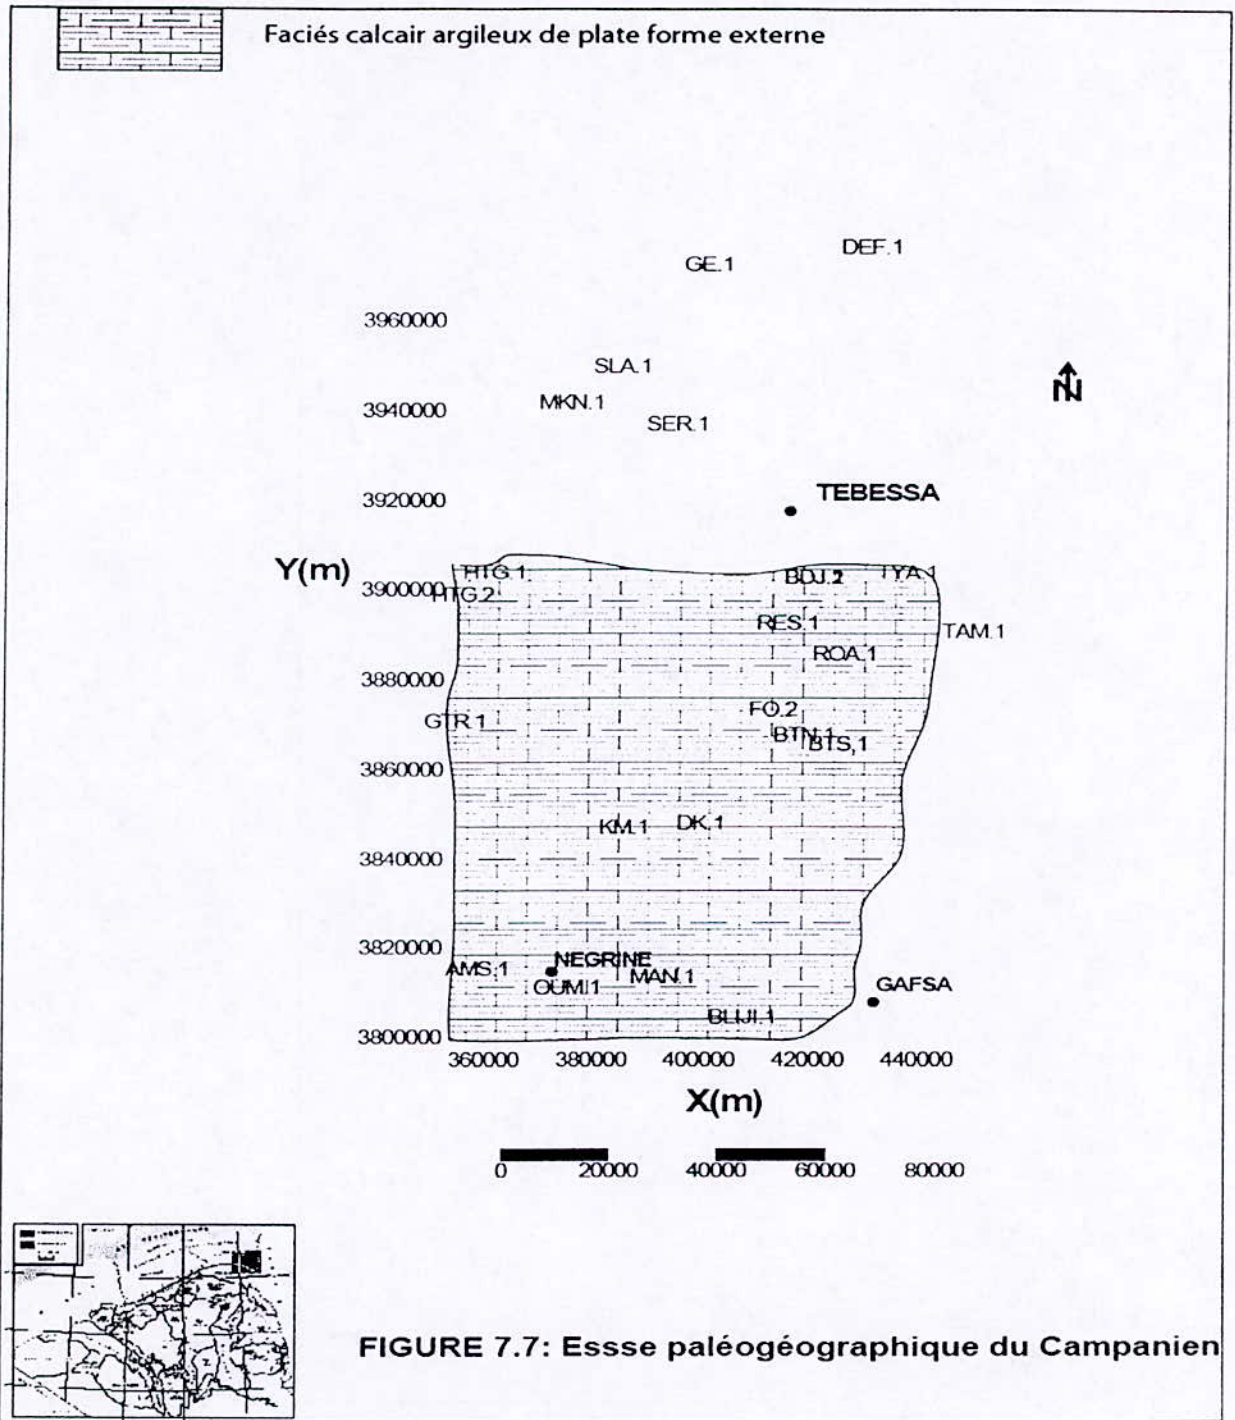 Faciés calcair argileux de plate forme externe
DEF.1
GE.1
3960000
SLA.1
MKN.1
3940000
SER.1
3920000
TEBESSA
Y(m)
HTG.1
BDJ.2
TYA.1
3900000
HTG.2
RES.1
TAM.1
ROA.1
3880000
GTR.1
FO.2
BTN.1
BTS,1
3860000
KM.1
DK.1
3840000
3820000
NEGRINE
AMS.1
MAN.1
OUMI1
GAFSA
BLIJI.1
3800000
360000 380000 400000 420000 440000
X(m)
0 20000 40000 60000 80000
N
FIGURE 7.7: Essse paléogéographique du Campanien